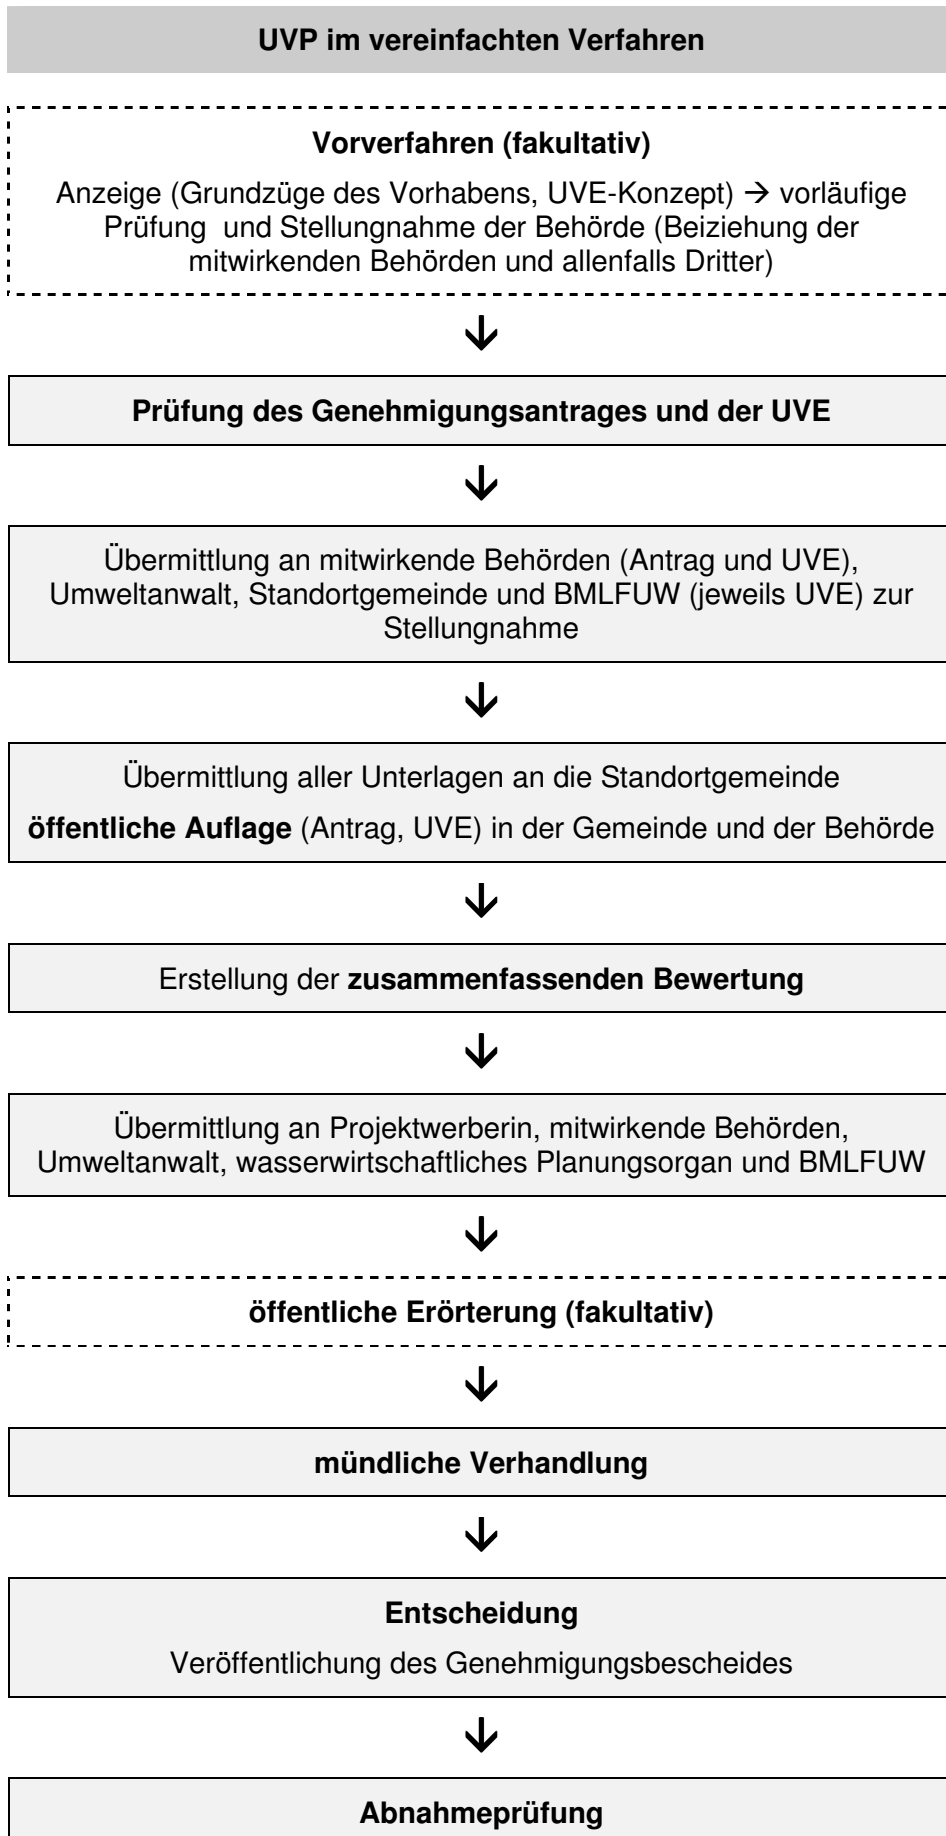 UVP im vereinfachten Verfahren
Vorverfahren (fakultativ)
Anzeige (Grundzüge des Vorhabens, UVE-Konzept) → vorläufige
Prüfung  und Stellungnahme der Behörde (Beiziehung der
mitwirkenden Behörden und allenfalls Dritter)
Prüfung des Genehmigungsantrages und der UVE
Übermittlung an mitwirkende Behörden (Antrag und UVE),
Umweltanwalt, Standortgemeinde und BMLFUW (jeweils UVE) zur
Stellungnahme
Übermittlung aller Unterlagen an die Standortgemeinde
öffentliche Auflage (Antrag, UVE) in der Gemeinde und der Behörde
Erstellung der zusammenfassenden Bewertung
Übermittlung an Projektwerberin, mitwirkende Behörden,
Umweltanwalt, wasserwirtschaftliches Planungsorgan und BMLFUW
öffentliche Erörterung (fakultativ)
mündliche Verhandlung
Entscheidung
Veröffentlichung des Genehmigungsbescheides
Abnahmeprüfung